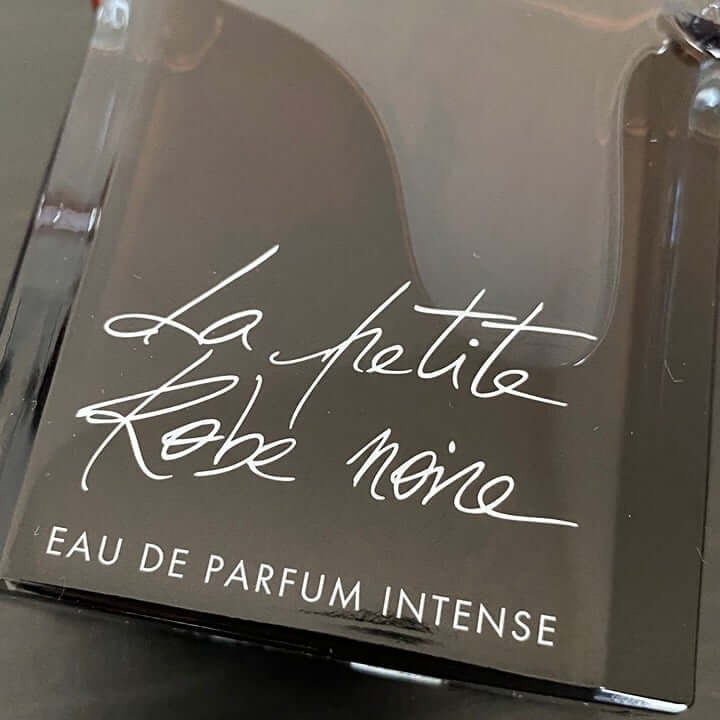 La petite
Robe noire
EAU DE PARFUM INTENSE